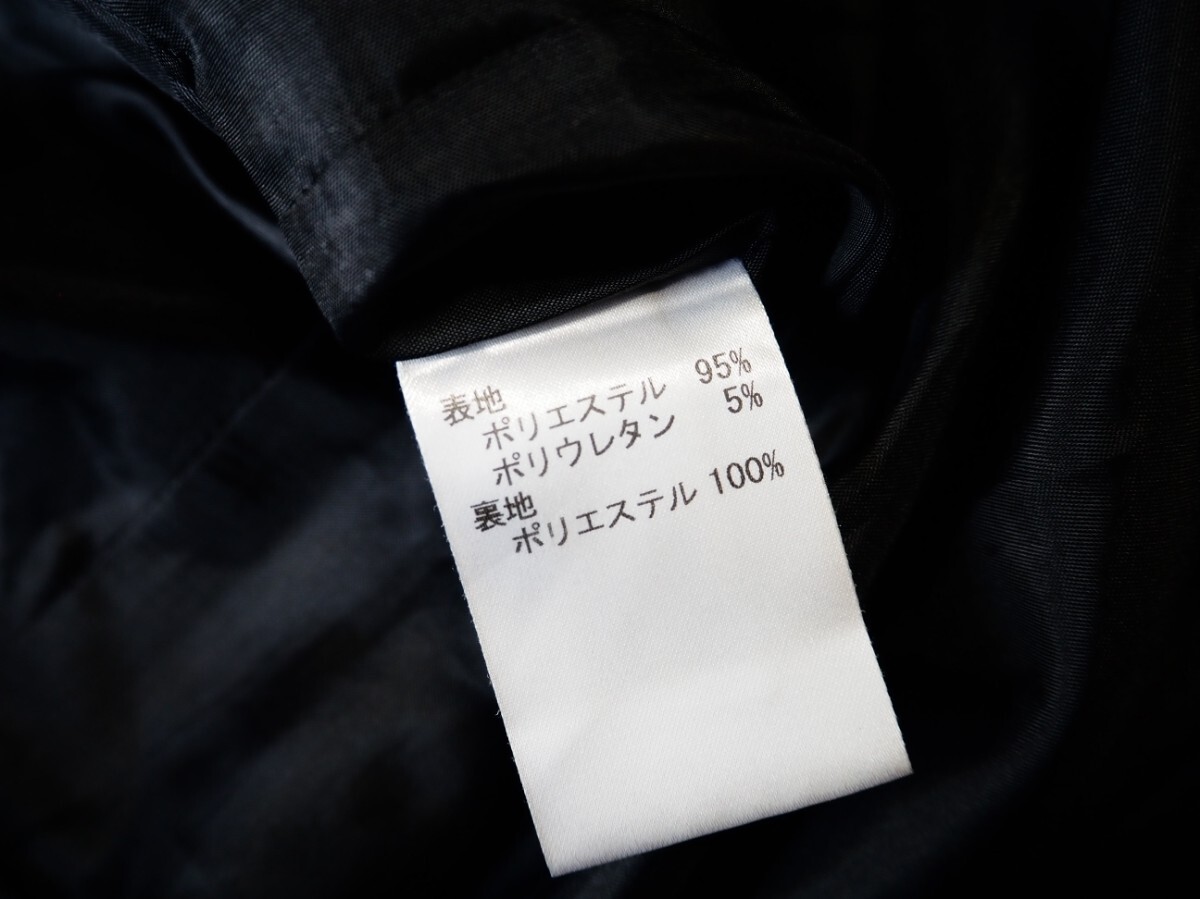 表地
ポリエステル 95%
ポリウレタン 5%
裏地
ポリエステル 100%